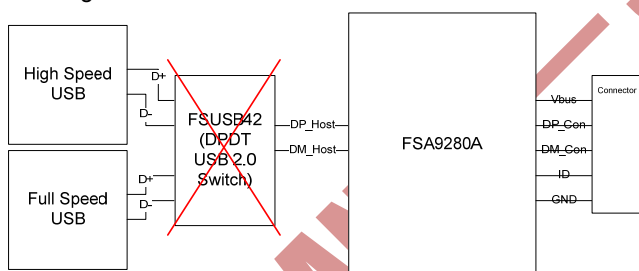 High Speed
USB
D+
D-
FSUSB42
(DPDT
USB 2.0
Switch)
Full Speed
USB
D+
D-
DP_Host
DM_Host
FSA9280A
Vbus
DP_Con
DM_Con
ID
GND
Connector